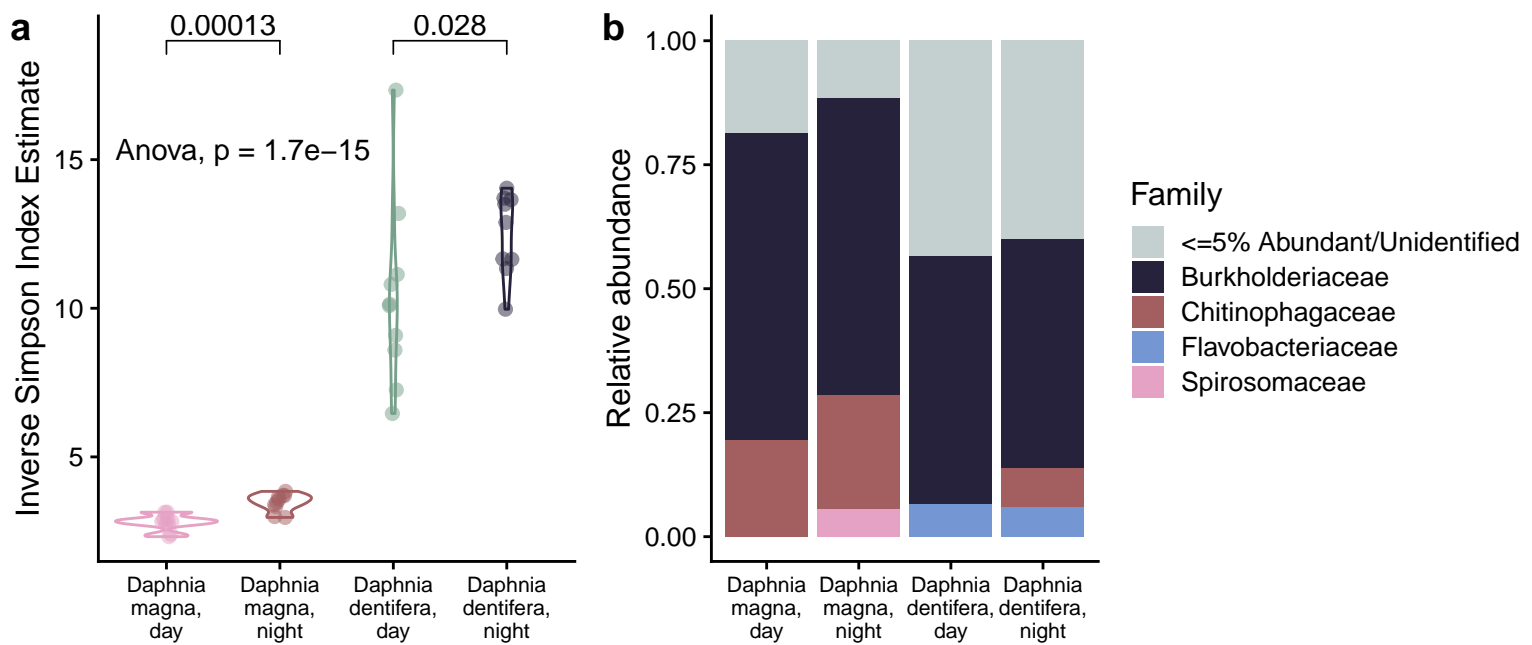 a
0.00013
0.028
Anova, p = 1.7e−15
Inverse Simpson Index Estimate
15
10
5
Daphnia
magna,
day
Daphnia
magna,
night
Daphnia
dentifera,
day
Daphnia
dentifera,
night
b
Relative abundance
1.00
0.75
0.50
0.25
0.00
Daphnia
magna,
day
Daphnia
magna,
night
Daphnia
dentifera,
day
Daphnia
dentifera,
night
Family
<=5% Abundant/Unidentified
Burkholderiaceae
Chitinophagaceae
Flavobacteriaceae
Spirosomaceae